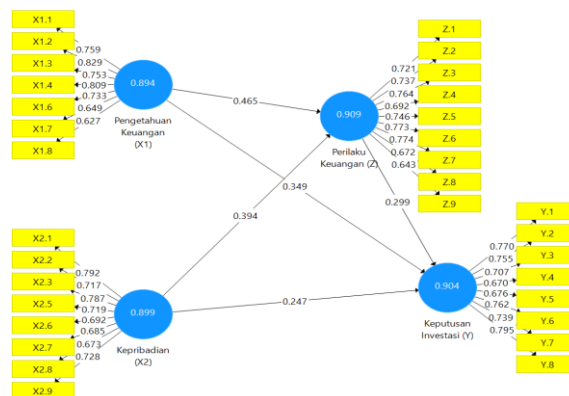 X1.1
X1.2
X1.3
X1.4
X1.6
X1.7
X1.8
0.759
0.829
0.753
0.809
0.733
0.649
0.627
0.894
Pengetahuan
Keuangan
(X1)
0.465
0.349
0.394
0.247
0.299
Z.1
Z.2
Z.3
Z.4
Z.5
Z.6
Z.7
Z.8
Z.9
0.721
0.737
0.764
0.692
0.746
0.773
0.774
0.672
0.643
0.909
Perilaku
Keuangan (Z)
X2.1
X2.2
X2.3
X2.5
X2.6
X2.7
X2.8
X2.9
0.792
0.717
0.787
0.719
0.692
0.685
0.673
0.728
0.899
Kepribadian
(X2)
Y.1
Y.2
Y.3
Y.4
Y.5
Y.6
Y.7
Y.8
0.770
0.755
0.707
0.670
0.676
0.762
0.739
0.795
0.904
Keputusan
Investasi (Y)